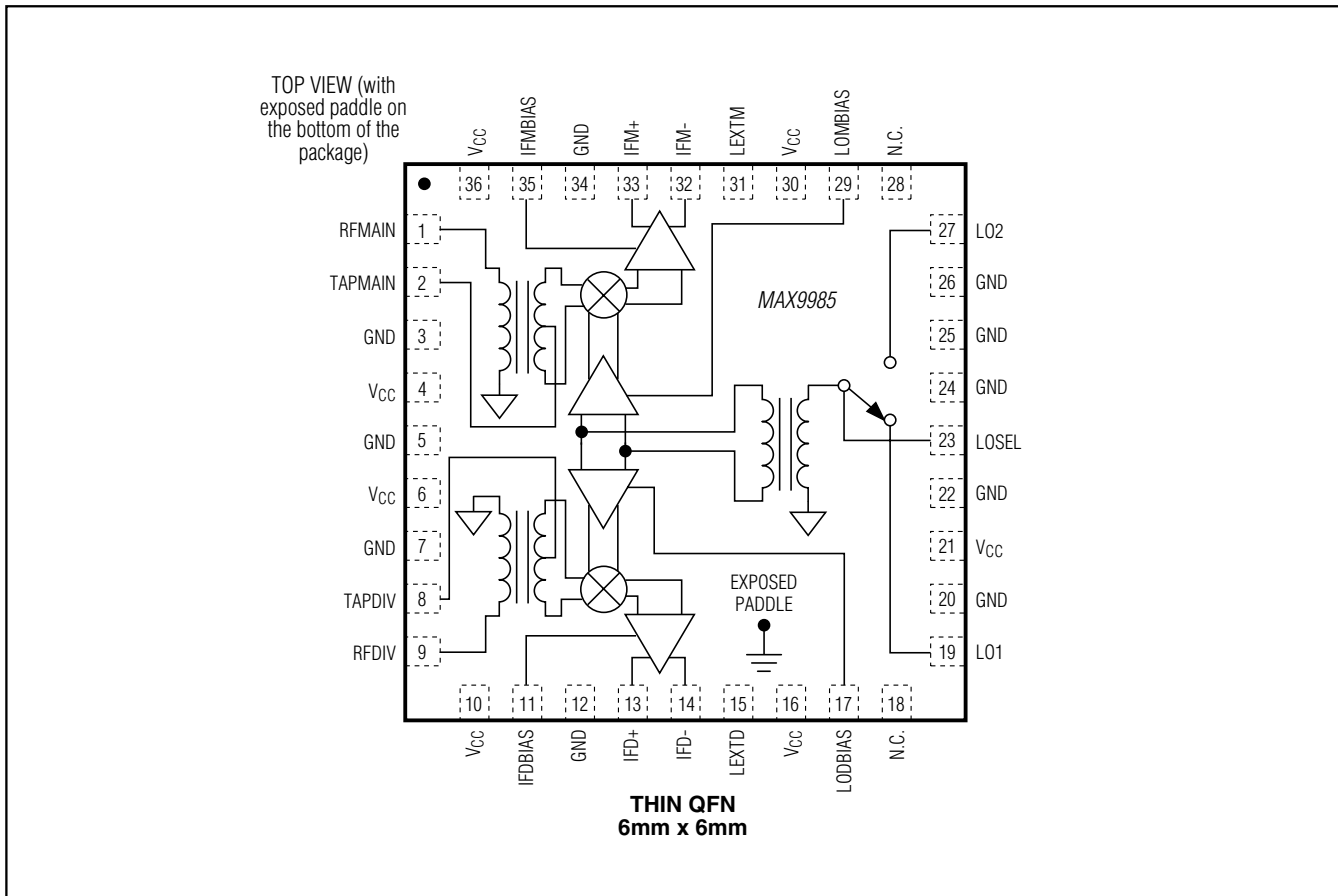 TOP VIEW (with
exposed paddle on
the bottom of the
package)
VCC
IFMBIAS
GND
IFM+
IFM-
LEXTM
VCC
LOMBIAS
N.C.
36
35
34
33
32
31
30
29
28
RFMAIN 1
TAPMAIN 2
GND 3
VCC 4
GND 5
VCC 6
GND 7
TAPDIV 8
RFDIV 9
MAX9985
27 LO2
26 GND
25 GND
24 GND
23 LOSEL
22 GND
21 VCC
20 GND
19 LO1
EXPOSED
PADDLE
10
11
12
13
14
15
16
17
18
VCC
IFDBIAS
GND
IFD+
IFD-
LEXTD
VCC
LODBIAS
N.C.
THIN QFN
6mm x 6mm